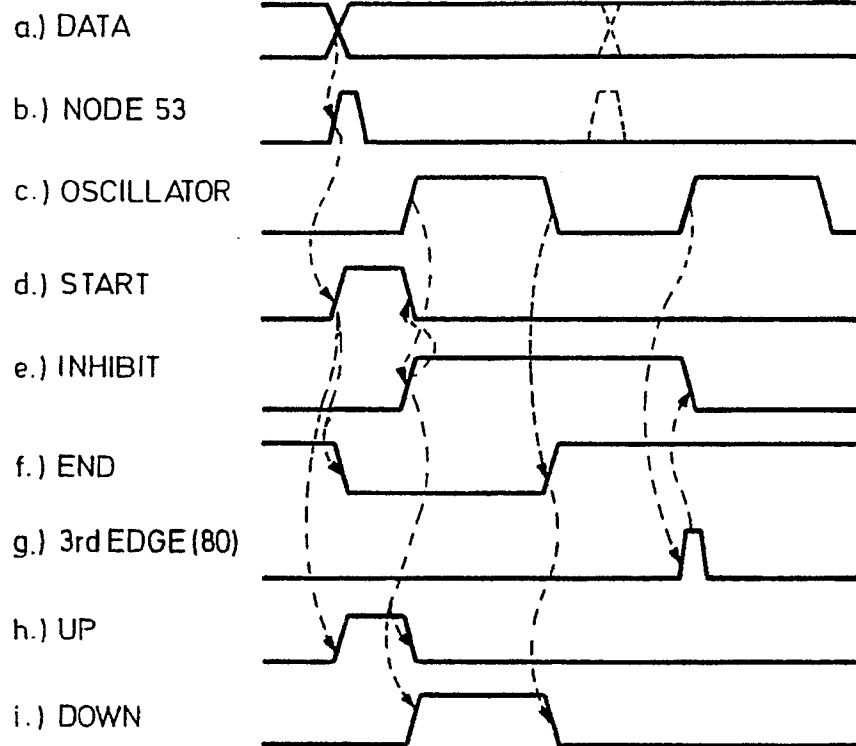 a.) DATA
b.) NODE 53
c.) OSCILLATOR
d.) START
e.) INHIBIT
f.) END
g.) 3rd EDGE (80)
h.) UP
i.) DOWN